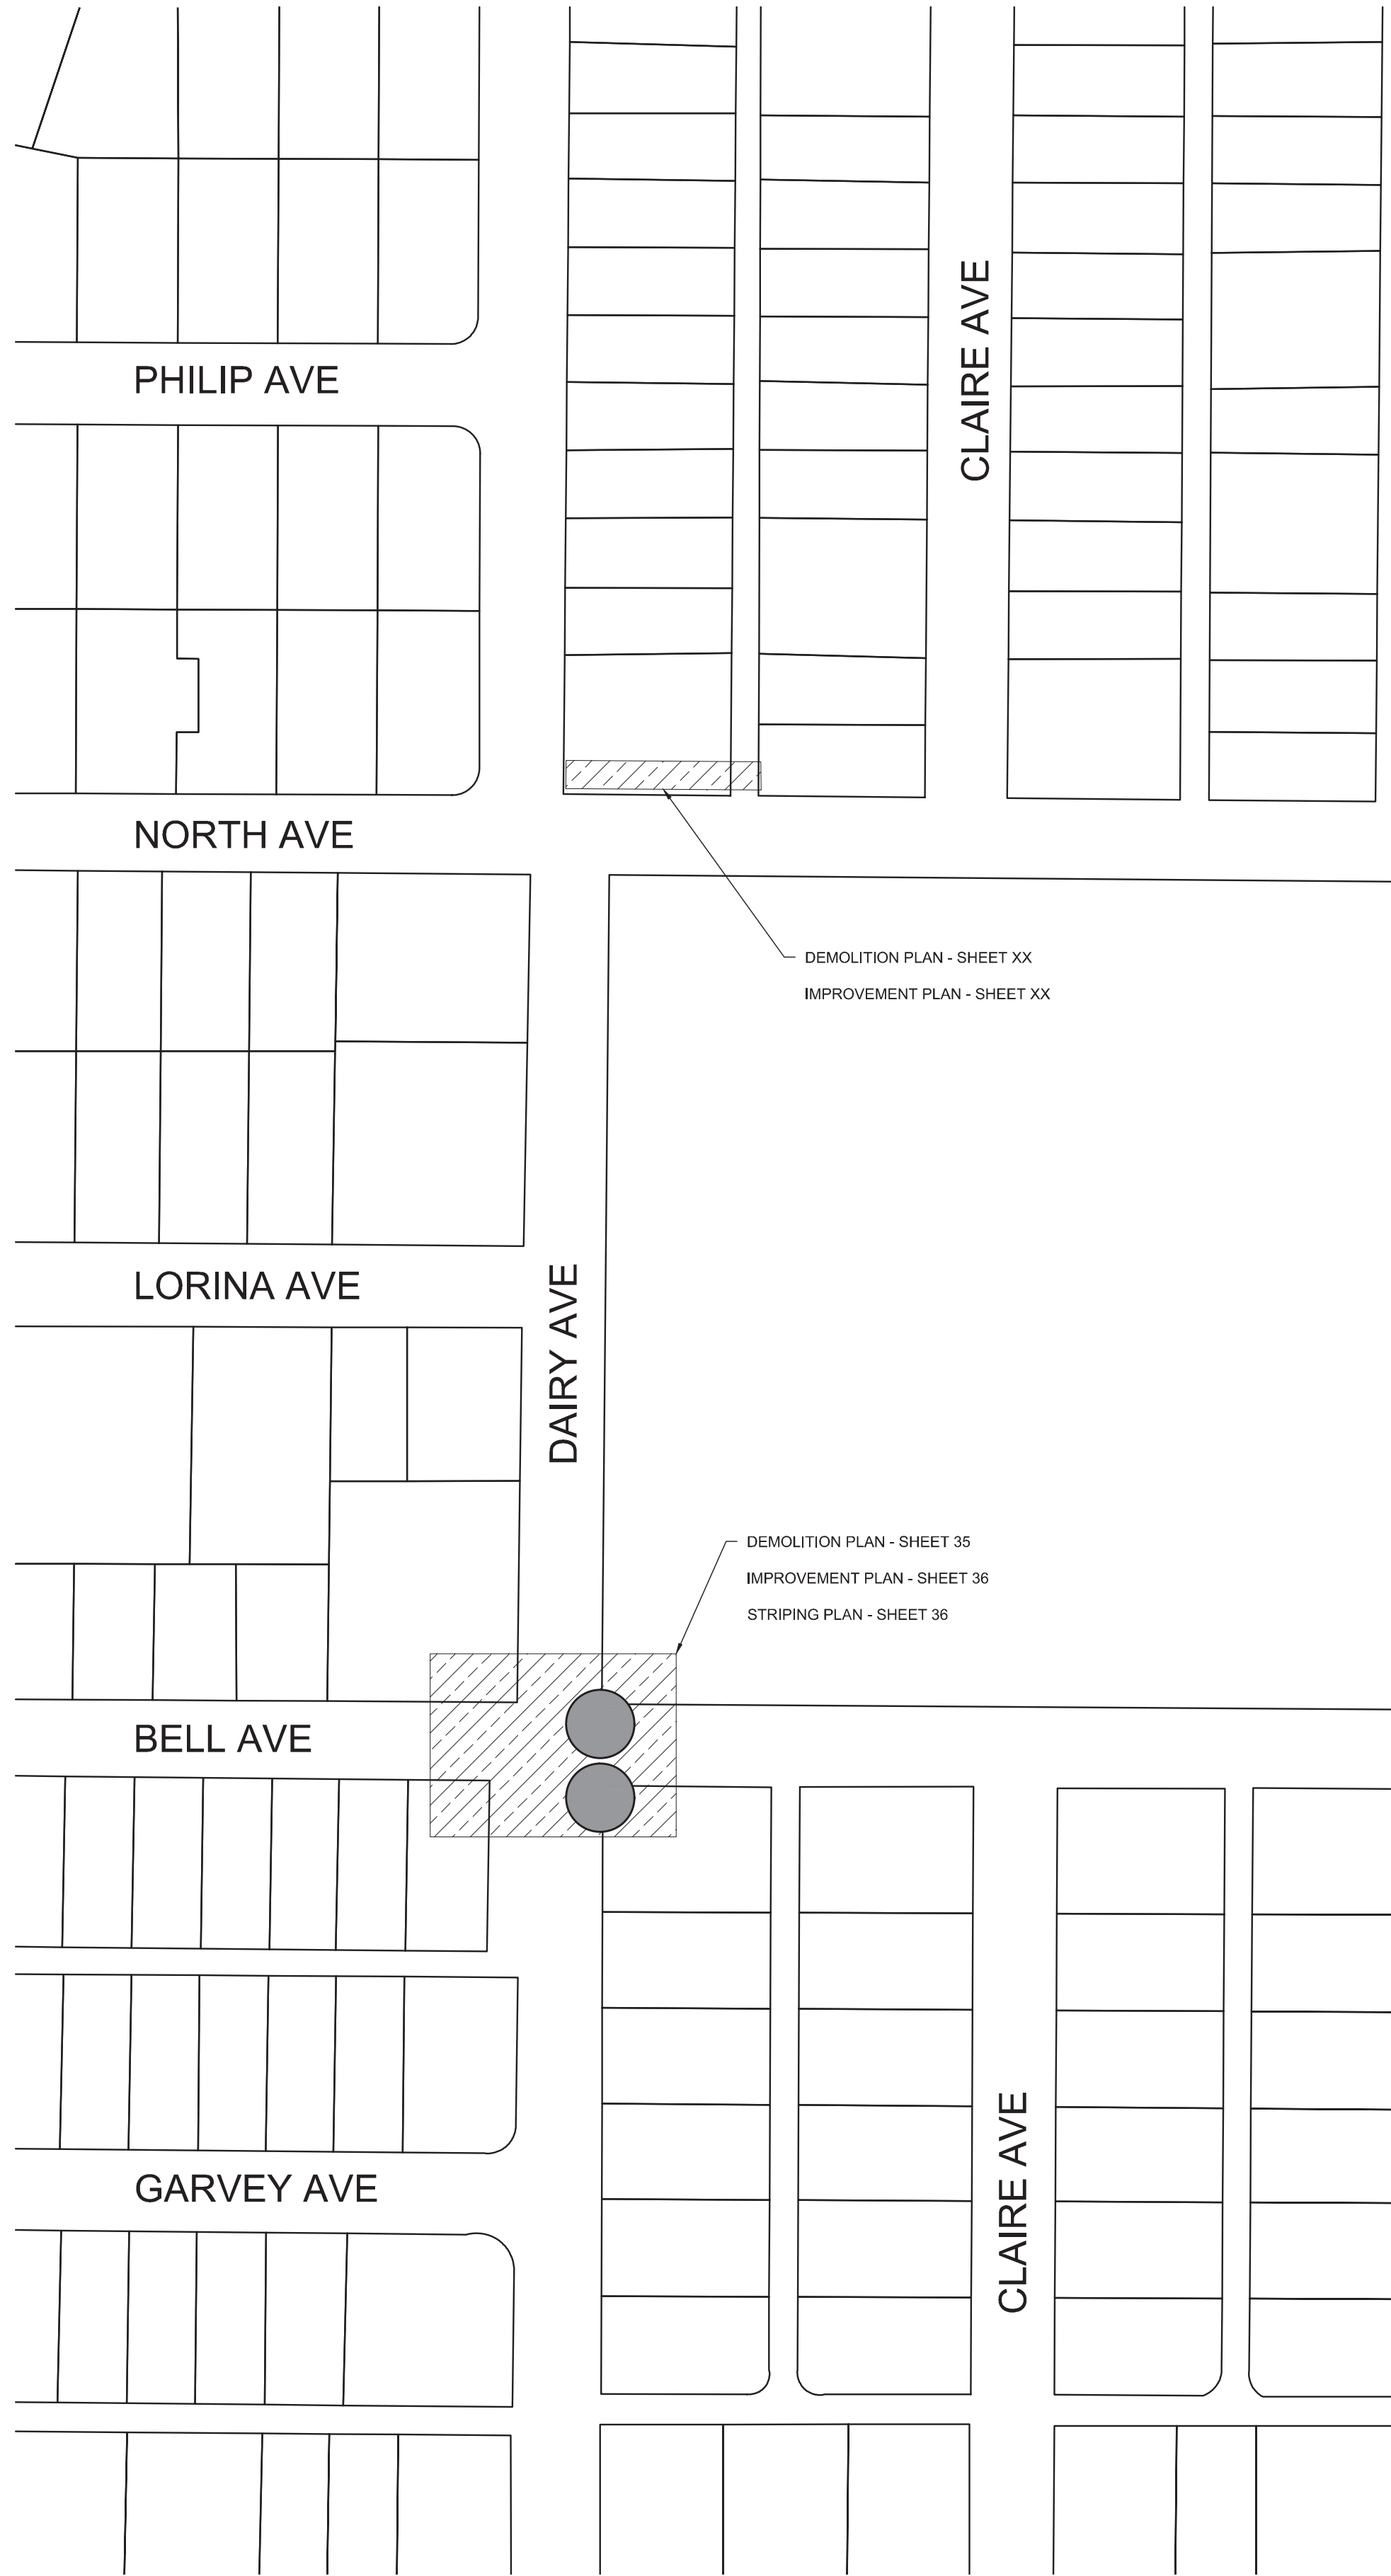 PHILIP AVE
CLAIRE AVE
NORTH AVE
DEMOLITION PLAN - SHEET XX
IMPROVEMENT PLAN - SHEET XX
LORINA AVE
DAIRY AVE
DEMOLITION PLAN - SHEET 35
IMPROVEMENT PLAN - SHEET 36
STRIPING PLAN - SHEET 36
BELL AVE
GARVEY AVE
CLAIRE AVE